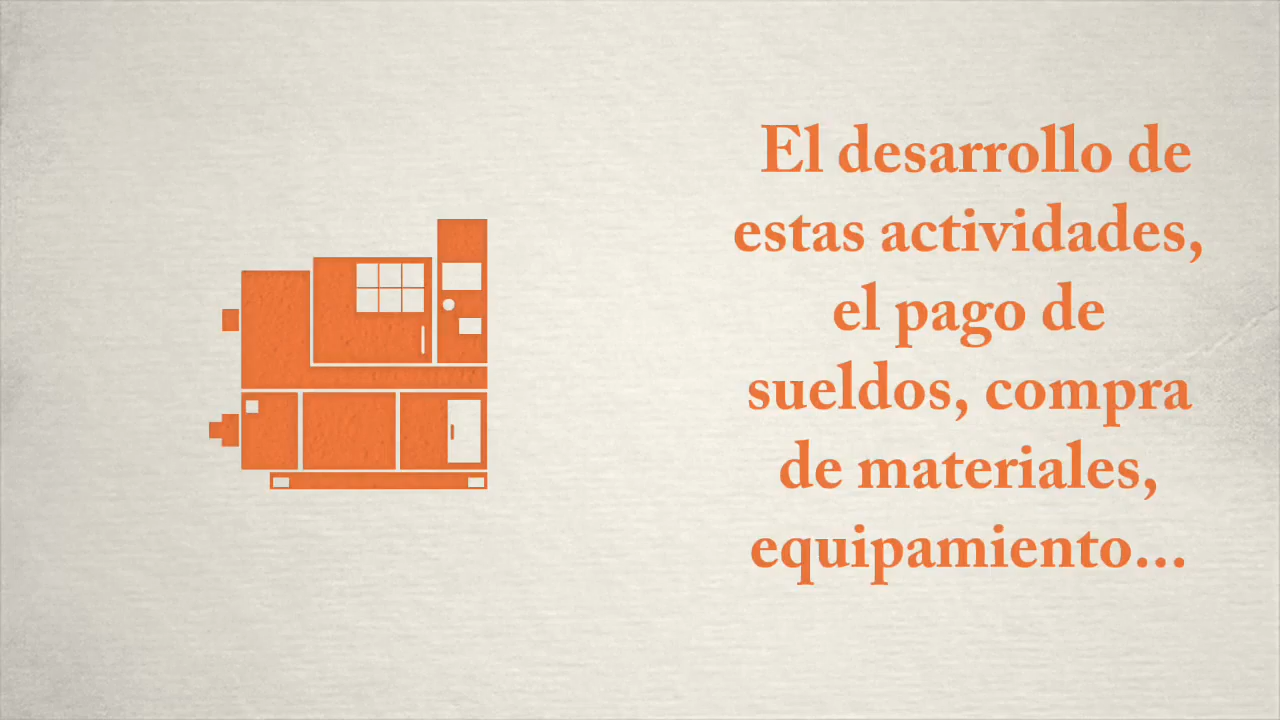 El desarrollo de
estas actividades,
el pago de
sueldos, compra
de materiales,
equipamiento...